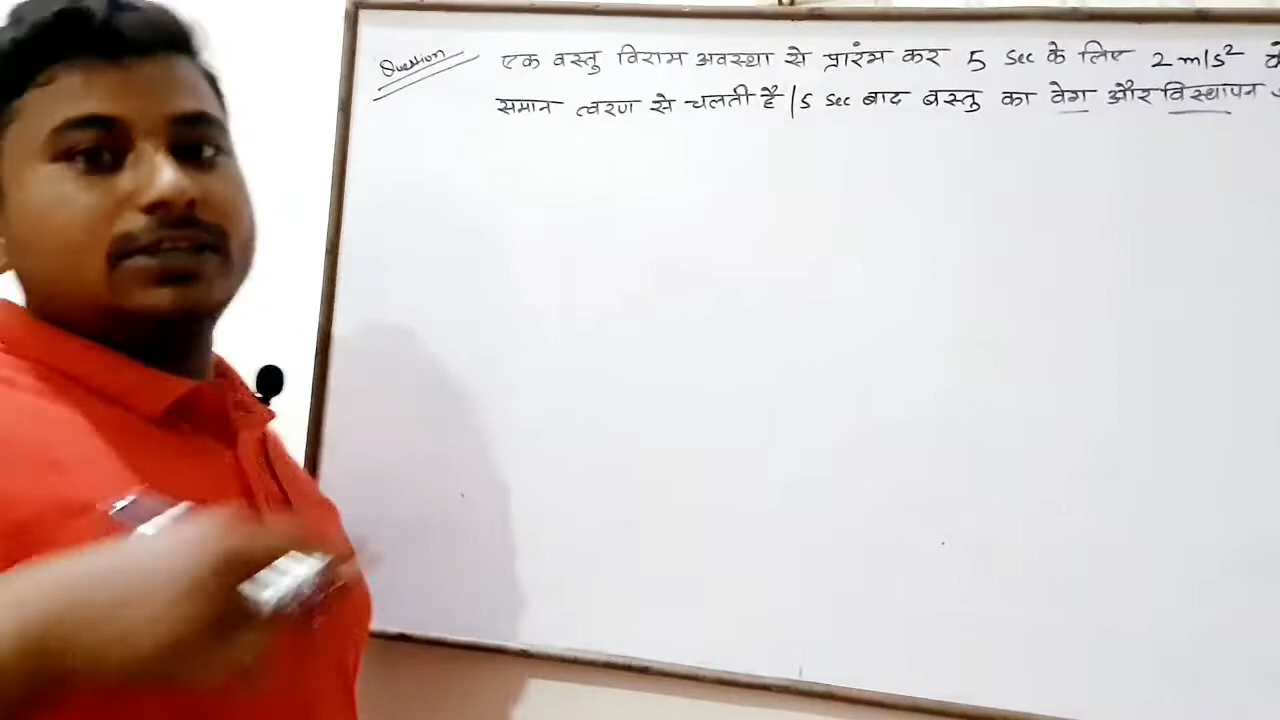 Question एक वस्तु विराम अवस्था से प्रारंभ कर 5 Sec के लिए 2 m/s²
समान त्वरण से चलती है | 5 Sec बाद वस्तु का वेग और विस्थापन